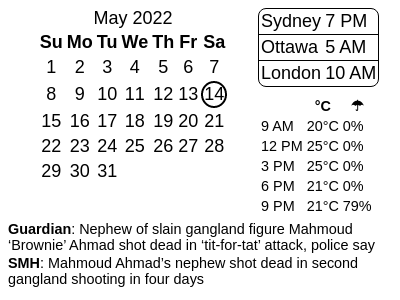 May 2022
Su Mo Tu We Th Fr Sa
1 2 3 4 5 6 7
8 9 10 11 12 13 14
15 16 17 18 19 20 21
22 23 24 25 26 27 28
29 30 31
Sydney 7 PM
Ottawa 5 AM
London 10 AM
°C ☂
9 AM 20°C 0%
12 PM 25°C 0%
3 PM 25°C 0%
6 PM 21°C 0%
9 PM 21°C 79%
Guardian: Nephew of slain gangland figure Mahmoud
‘Brownie’ Ahmad shot dead in ‘tit-for-tat’ attack, police say
SMH: Mahmoud Ahmad’s nephew shot dead in second
gangland shooting in four days